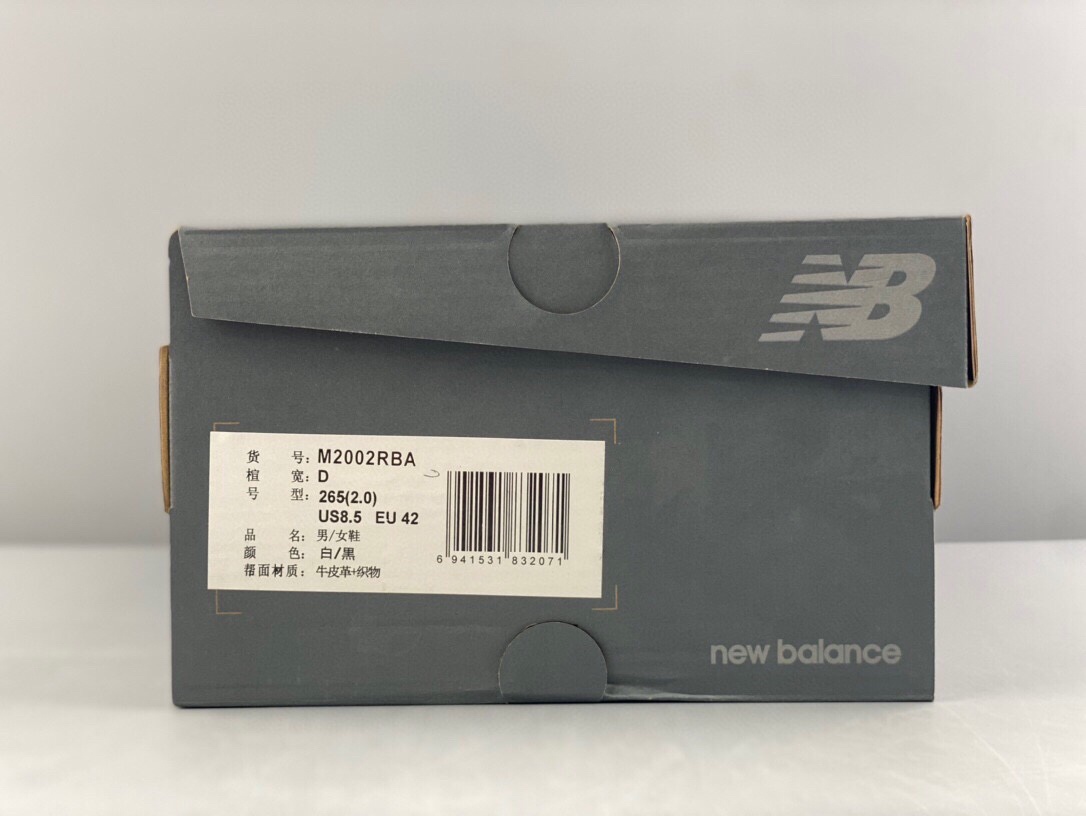 NB
货 号: M2002RBA
楦 宽: D
号 型: 265(2.0)
US8.5 EU 42
品 名: 男/女鞋
颜 色: 白/黑
帮面材质: 牛皮革+织物
6 941531 832071
new balance